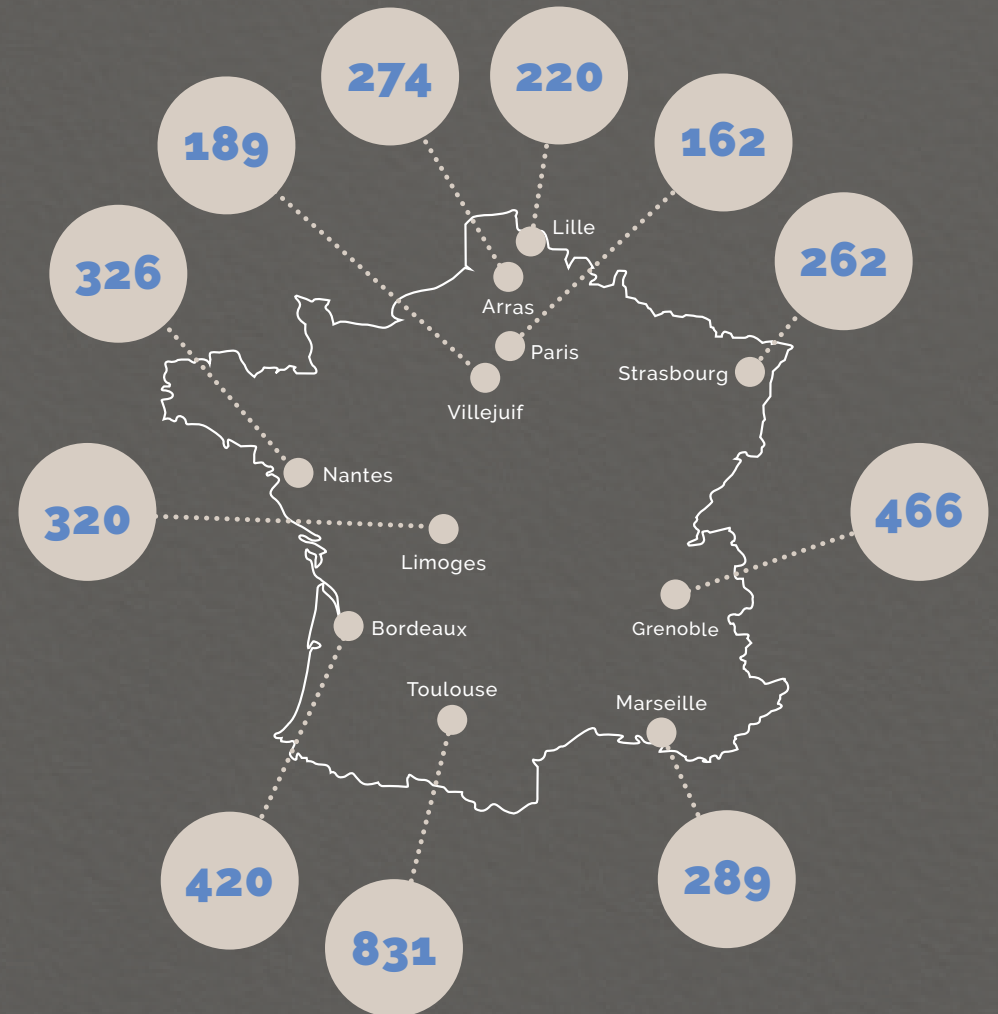 274
220
162
189
Lille
262
326
Arras
Paris
Strasbourg
Villejuif
Nantes
320
466
Limoges
Bordeaux
Grenoble
Toulouse
Marseille
420
289
831